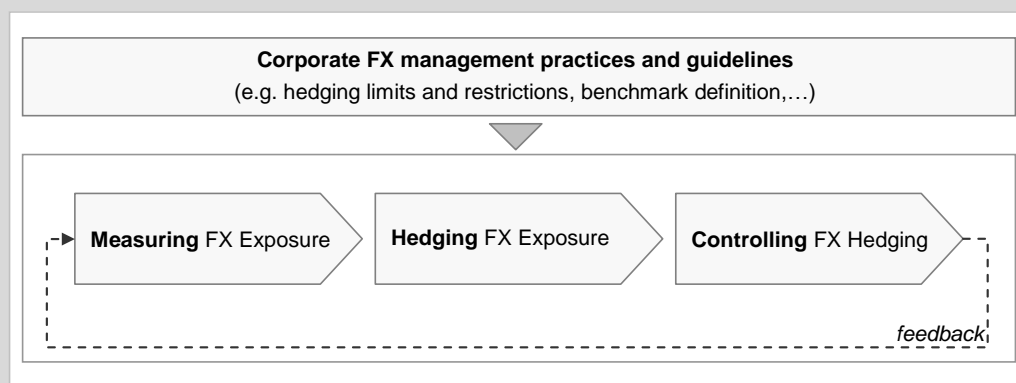 Corporate FX management practices and guidelines
(e.g. hedging limits and restrictions, benchmark definition,…)
Measuring FX Exposure
Hedging FX Exposure
Controlling FX Hedging
feedback